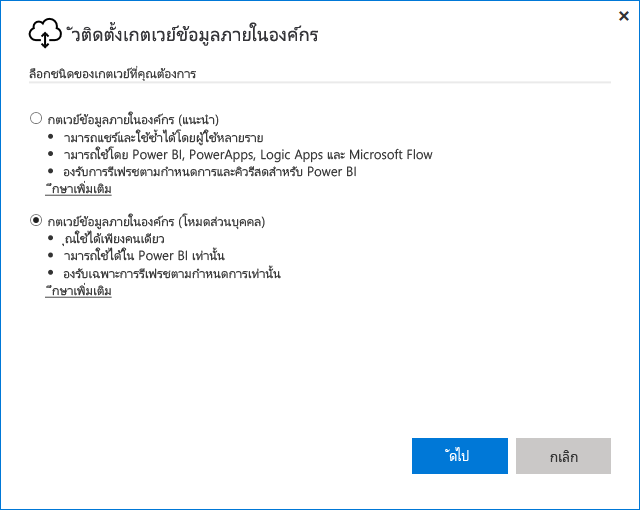 ัวติดตั้งเกตเวย์ข้อมูลภายในองค์กร
ลือกชนิดของเกตเวย์ที่คุณต้องการ
กตเวย์ข้อมูลภายในองค์กร (แนะนำ)
ามารถแชร์และใช้ซ้ำได้โดยผู้ใช้หลายราย
ามารถใช้โดย Power BI, PowerApps, Logic Apps และ Microsoft Flow
องรับการรีเฟรชตามกำหนดการและคิวรีสดสำหรับ Power BI
ึกษาเพิ่มเติม
กตเวย์ข้อมูลภายในองค์กร (โหมดส่วนบุคคล)
ุณใช้ได้เพียงคนเดียว
ามารถใช้ได้ใน Power BI เท่านั้น
องรับเฉพาะการรีเฟรชตามกำหนดการเท่านั้น
ึกษาเพิ่มเติม
ัดไป
กเลิก